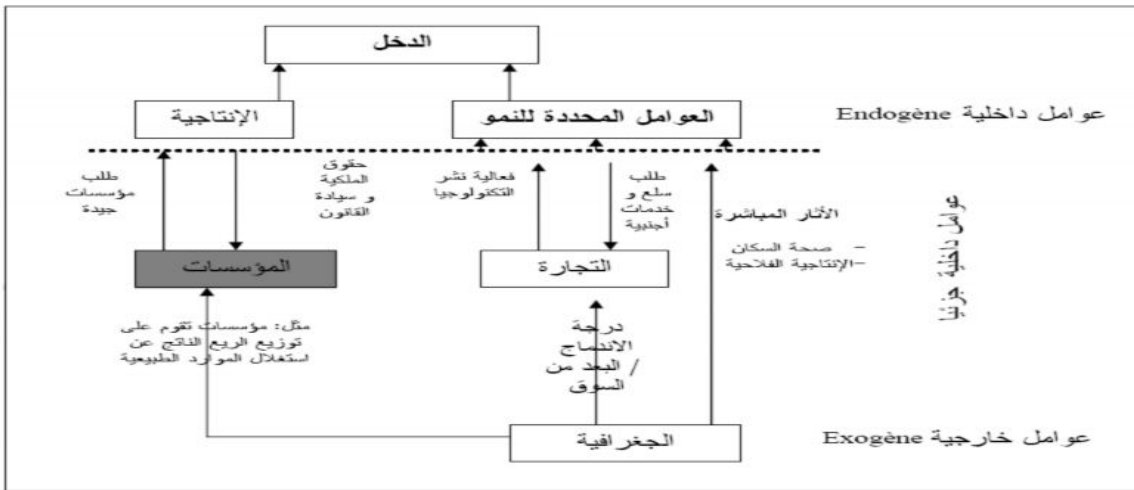 الدخل
عوامل داخلية Endogène
العوامل المحددة للنمو
الإنتاجية
طلب
سلع و
خدمات
أجنبية
فعالية نشر
التكنولوجيا
حقوق
الملكية
و سيادة
القانون
طلب
مؤسسات
جيدة
الأثار المباشرة
- صحة السكان
-الإنتاجية الفلاحية
عوامل داخلية جزئيا
التجارة
المؤسسات
درجة
الاندماج
/ البعد من
السوق
مثل: مؤسسات تقوم على
توزيع الريع الناتج عن
استغلال الموارد الطبيعية
عوامل خارجية Exogène
الجغرافية